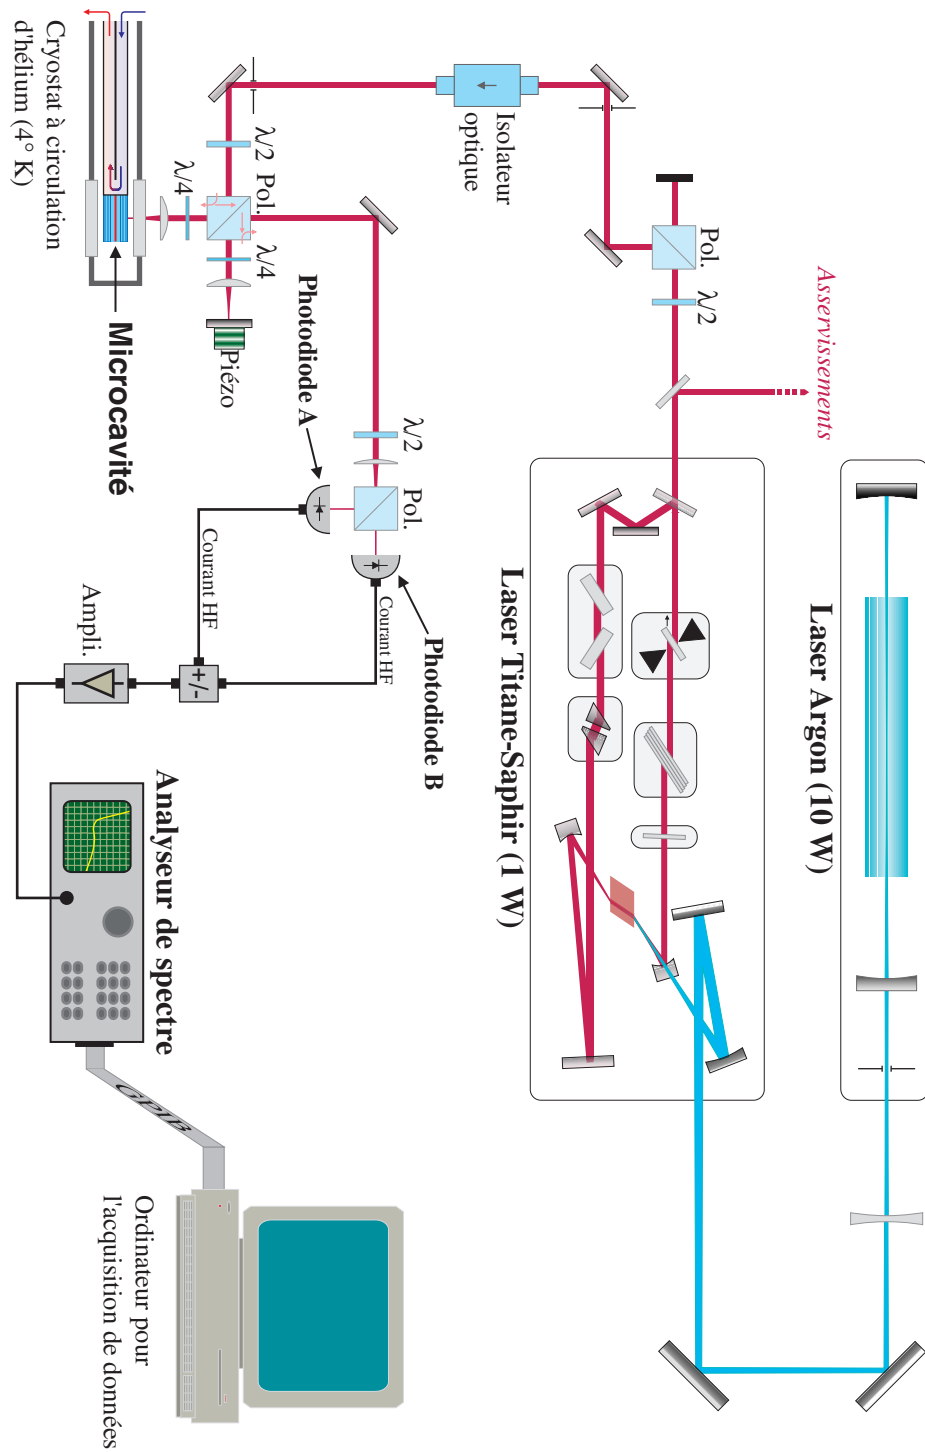 Laser Argon (10 W)
Laser Titane-Saphir (1 W)
Asservissements
λ/2
Pol.
Isolateur
optique
λ/2
Pol.
λ/4
λ/4
Cryostat à circulation
d'hélium (4° K)
Microcavité
Piézo
Photodiode A
λ/2
Pol.
Photodiode B
Courant HF
Courant HF
+/-
Ampli.
Analyseur de spectre
GPIB
Ordinateur pour
l'acquisition de données